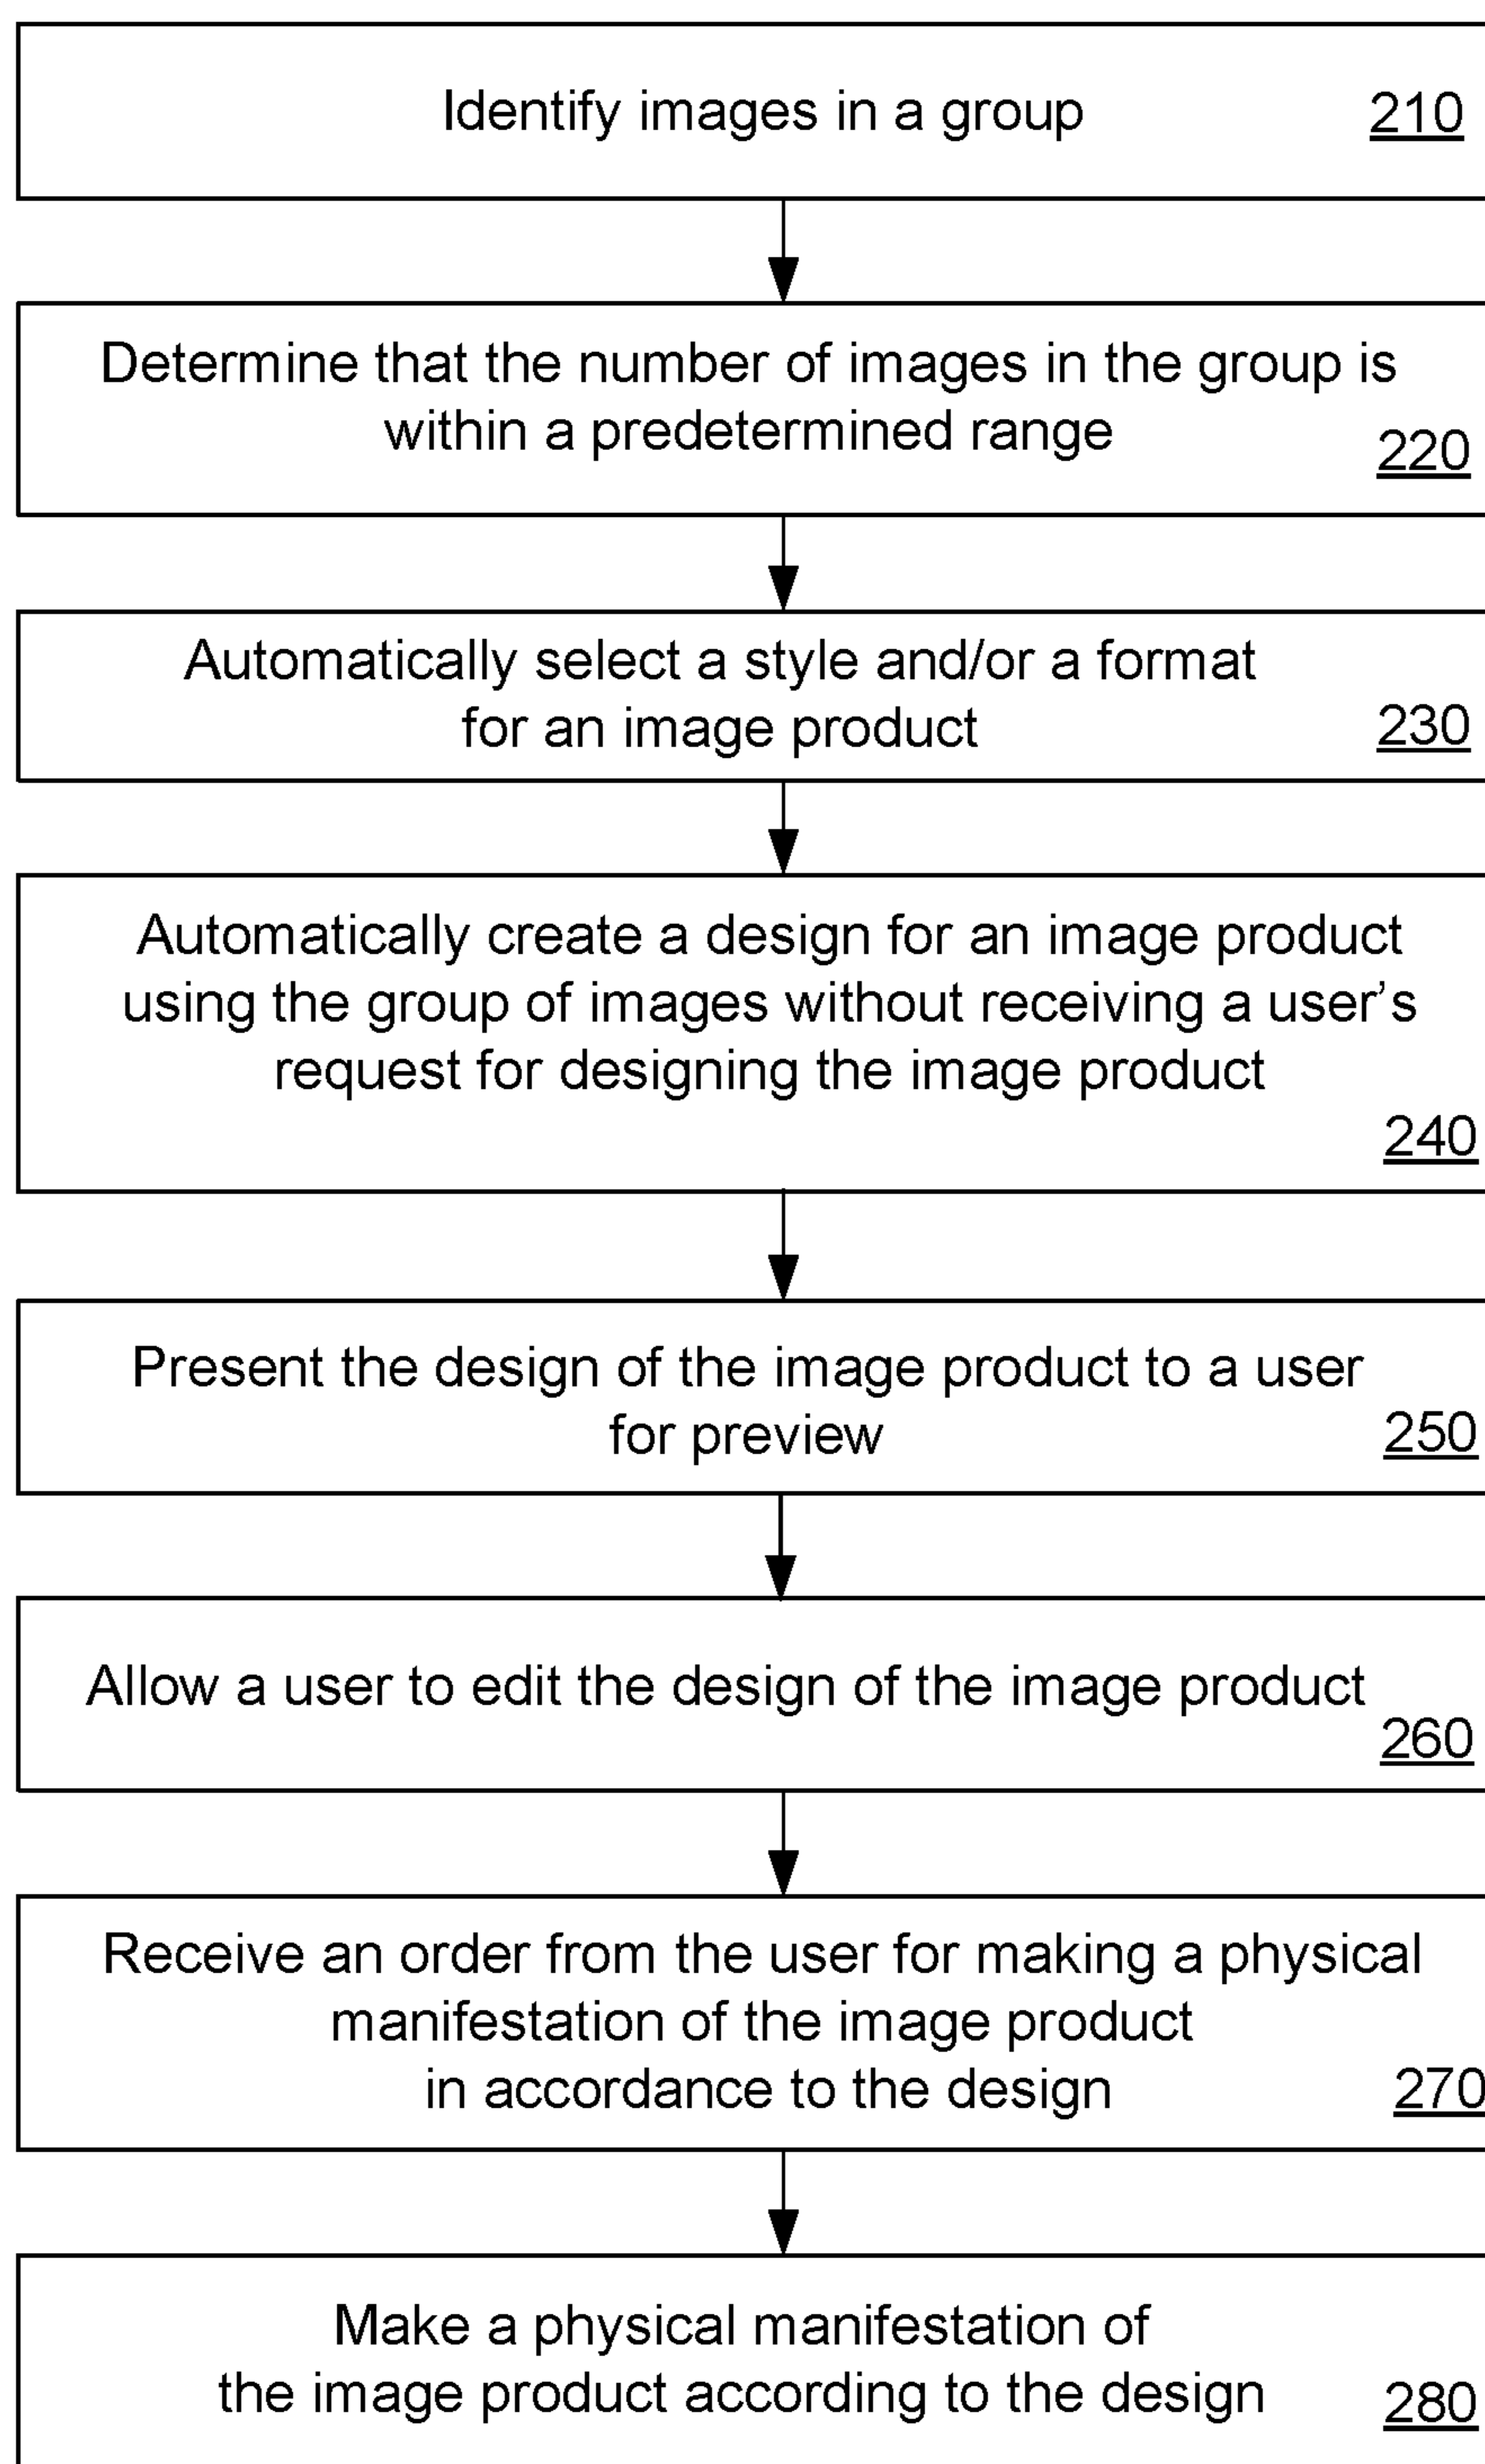 Identify images in a group
210
Determine that the number of images in the group is
within a predetermined range
220
Automatically select a style and/or a format
for an image product
230
Automatically create a design for an image product
using the group of images without receiving a user's
request for designing the image product
240
Present the design of the image product to a user
for preview
250
Allow a user to edit the design of the image product
260
Receive an order from the user for making a physical
manifestation of the image product
in accordance to the design
270
Make a physical manifestation of
the image product according to the design
280